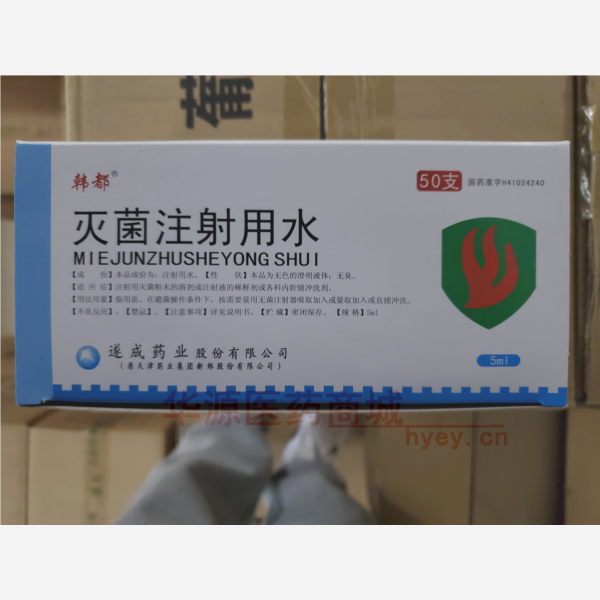 葡
韩都®
50支 国药准字H41024240
灭菌注射用水
MIEJUNZHUSHEYONG SHUI
【成 份】本品成份为:注射用水。【性 状】本品为无色的澄明液体;无臭。
【适应症】注射用灭菌粉末的溶剂或注射液的稀释剂或各科内腔镜冲洗剂。
【用法用量】临用前,在避菌操作条件下,按需要量用无菌注射器吸取加入或量取加入或直接冲洗。
【不良反应】、【禁忌】、【注意事项】详见说明书。【贮 藏】密闭保存。【规 格】5ml
遂成药业股份有限公司
(原天津药业集团新郑股份有限公司)
5ml
华源医药商城
hyey.cn